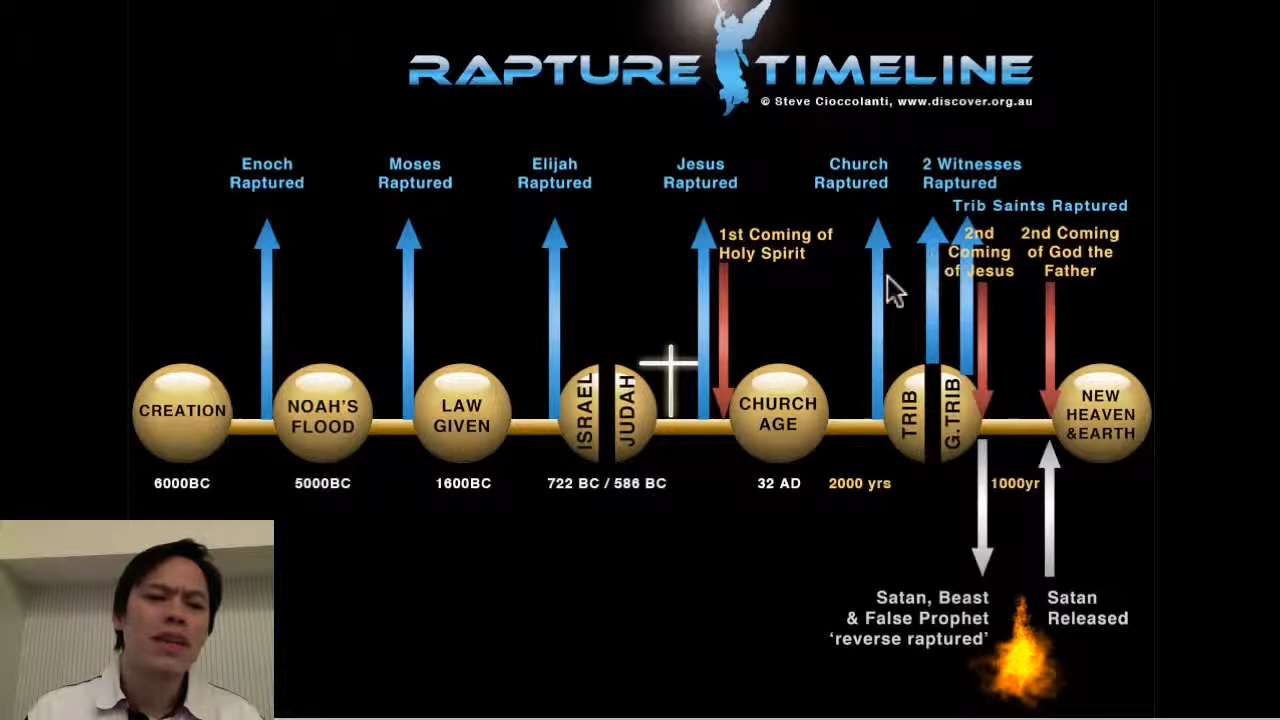 RAPTURE TIMELINE
© Steve Cioccolanti, www.discover.org.au
Enoch
Raptured
Moses
Raptured
Elijah
Raptured
Jesus
Raptured
Church
Raptured
2 Witnesses
Raptured
Trib Saints Raptured
1st Coming of
Holy Spirit
2nd
Coming
of Jesus
2nd Coming
of God the
Father
CREATION
NOAH'S
FLOOD
LAW
GIVEN
ISRAEL
JUDAH
CHURCH
AGE
TRIB
G.TRIB
NEW
HEAVEN
&EARTH
6000BC
5000BC
1600BC
722 BC / 586 BC
32 AD
2000 yrs
1000yr
Satan, Beast
& False Prophet
‘reverse raptured’
Satan
Released